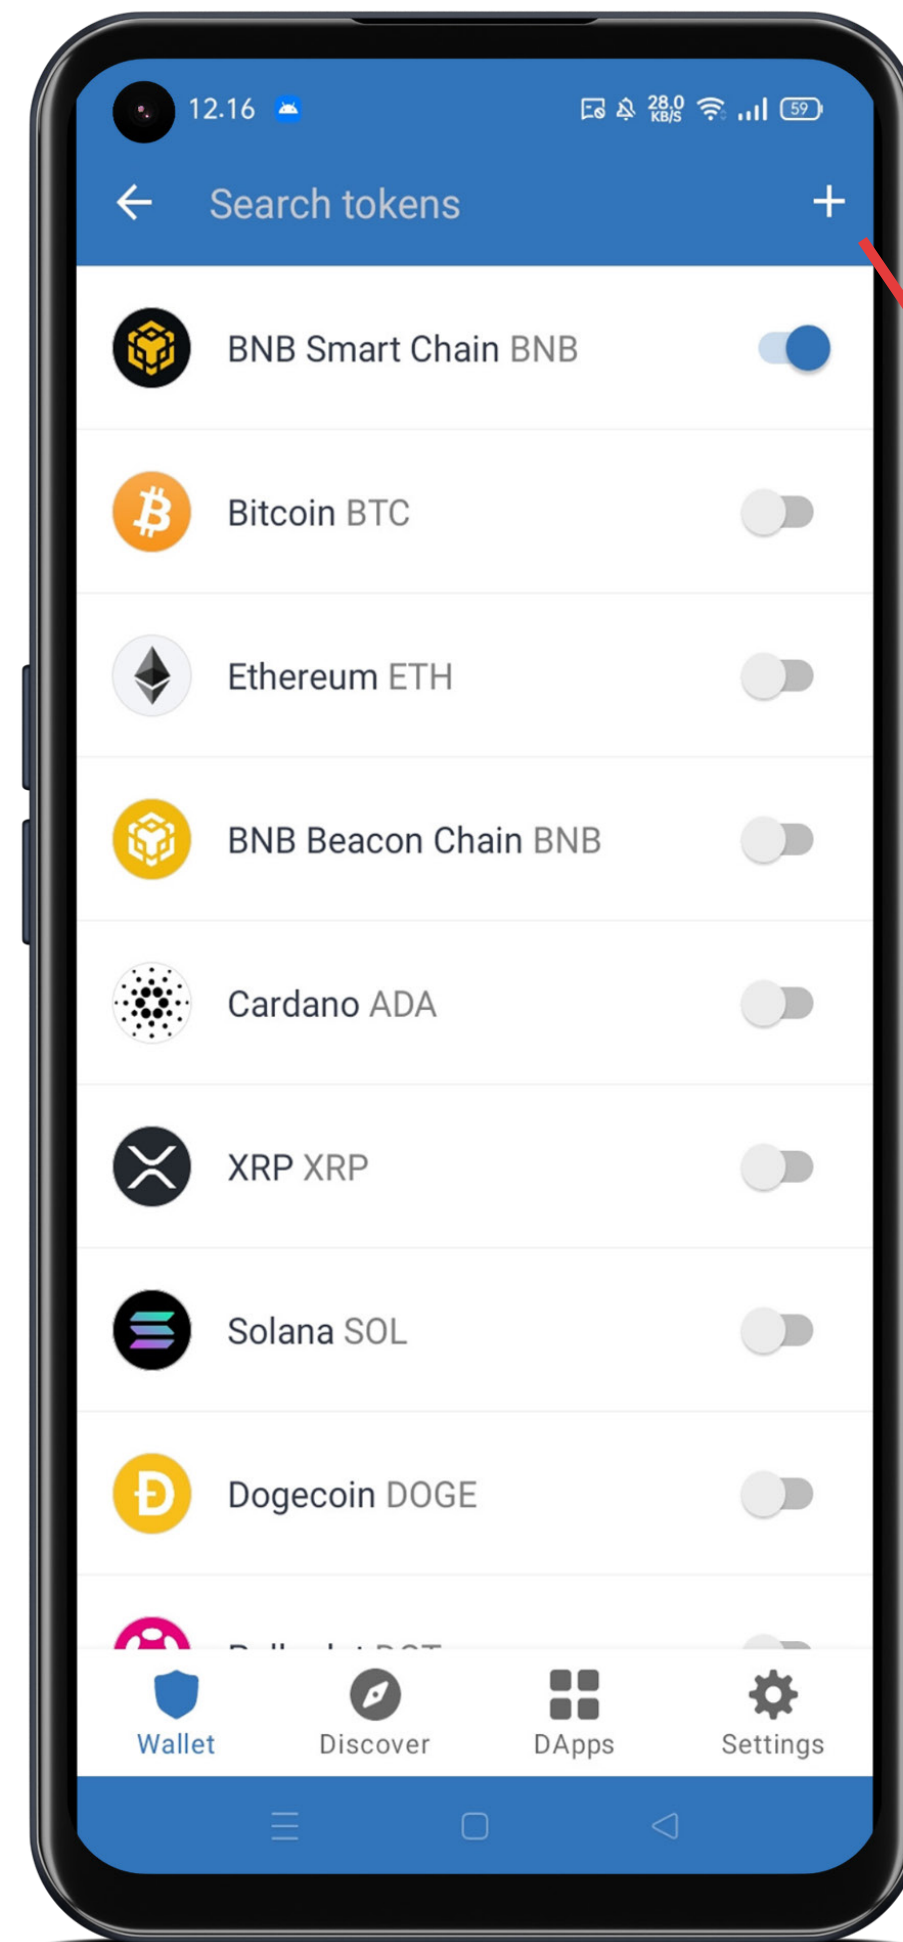 12.16 28.0 KB/S 59
Search tokens
BNB Smart Chain BNB
Bitcoin BTC
Ethereum ETH
BNB Beacon Chain BNB
Cardano ADA
XRP XRP
Solana SOL
Dogecoin DOGE
Wallet Discover DApps Settings